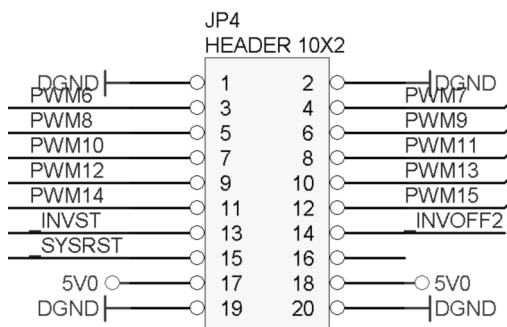 JP4
HEADER 10X2
DGND 1 2 DGND
PWM6 3 4 PWM7
PWM8 5 6 PWM9
PWM10 7 8 PWM11
PWM12 9 10 PWM13
PWM14 11 12 PWM15
_INVST 13 14 _INVOFF2
_SYSRST 15 16
5V0 17 18 5V0
DGND 19 20 DGND